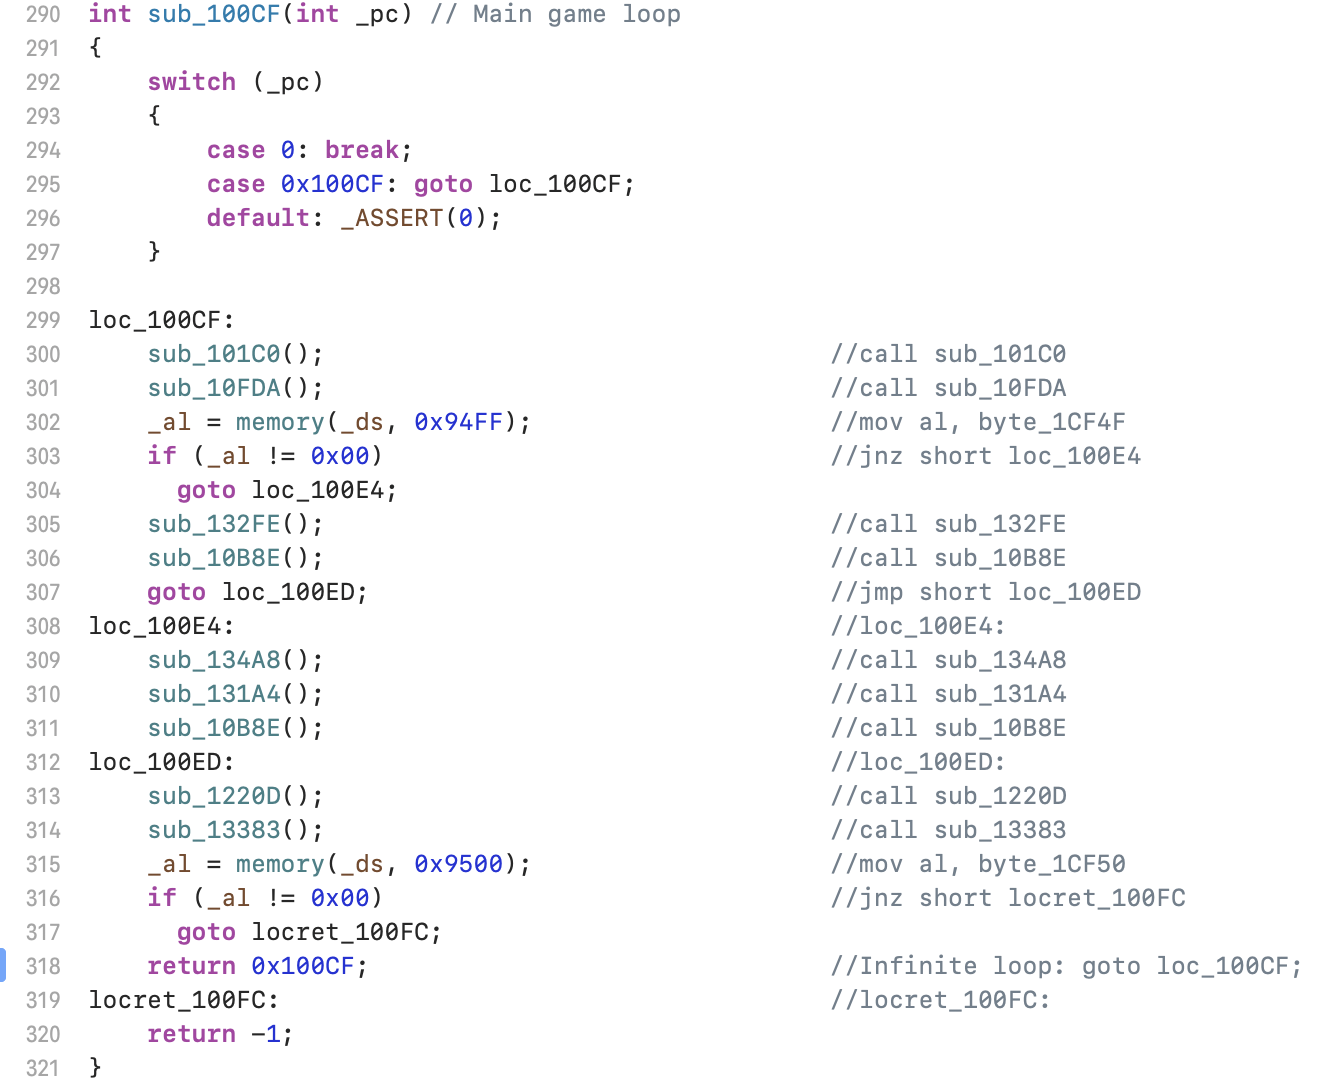 290 int sub_100CF(int _pc) // Main game loop
291 {
292     switch (_pc)
293     {
294         case 0: break;
295         case 0x100CF: goto loc_100CF;
296         default: _ASSERT(0);
297     }
298
299 loc_100CF:
300     sub_101C0();                                  //call sub_101C0
301     sub_10FDA();                                  //call sub_10FDA
302     _al = memory(_ds, 0x94FF);                    //mov al, byte_1CF4F
303     if (_al != 0x00)                              //jnz short loc_100E4
304       goto loc_100E4;
305     sub_132FE();                                  //call sub_132FE
306     sub_10B8E();                                  //call sub_10B8E
307     goto loc_100ED;                               //jmp short loc_100ED
308 loc_100E4:                                        //loc_100E4:
309     sub_134A8();                                  //call sub_134A8
310     sub_131A4();                                  //call sub_131A4
311     sub_10B8E();                                  //call sub_10B8E
312 loc_100ED:                                        //loc_100ED:
313     sub_1220D();                                  //call sub_1220D
314     sub_13383();                                  //call sub_13383
315     _al = memory(_ds, 0x9500);                    //mov al, byte_1CF50
316     if (_al != 0x00)                              //jnz short locret_100FC
317       goto locret_100FC;
318     return 0x100CF;                               //Infinite loop: goto loc_100CF;
319 locret_100FC:                                     //locret_100FC:
320     return -1;
321 }